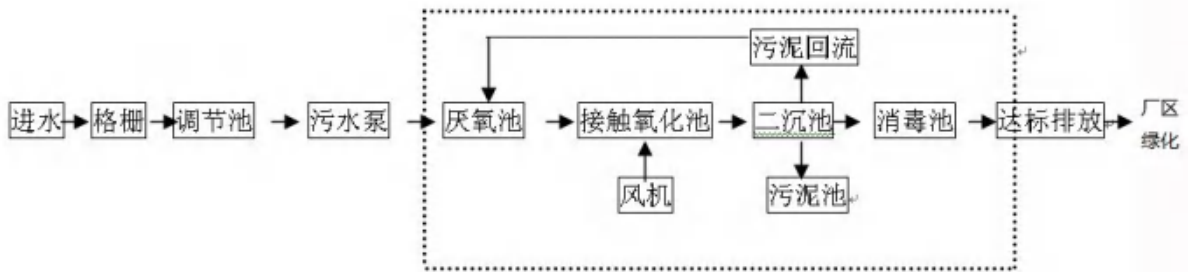 污泥回流
进水
格栅
调节池
污水泵
厌氧池
接触氧化池
二沉池
消毒池
达标排放
厂区
绿化
风机
污泥池